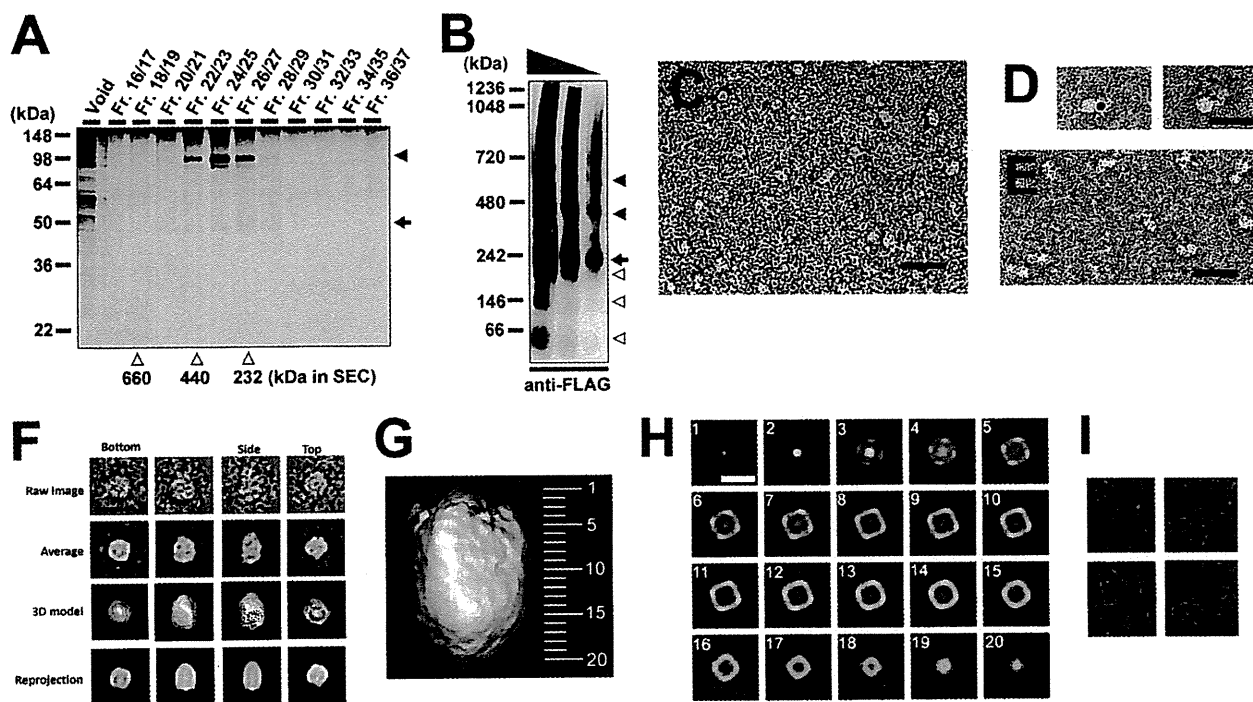 A
(kDa)
Void
Fr. 16/17
Fr. 18/19
Fr. 20/21
Fr. 22/23
Fr. 24/25
Fr. 26/27
Fr. 28/29
Fr. 30/31
Fr. 32/33
Fr. 34/35
Fr. 36/37
148
98
64
50
36
22
660 440 232 (kDa in SEC)
B
(kDa)
1236
1048
720
480
242
146
66
anti-FLAG
C
D
E
F
Bottom Side Top
Raw Image
Average
3D model
Reprojection
G
1
5
10
15
20
H
1 2 3 4 5
6 7 8 9 10
11 12 13 14 15
16 17 18 19 20
I